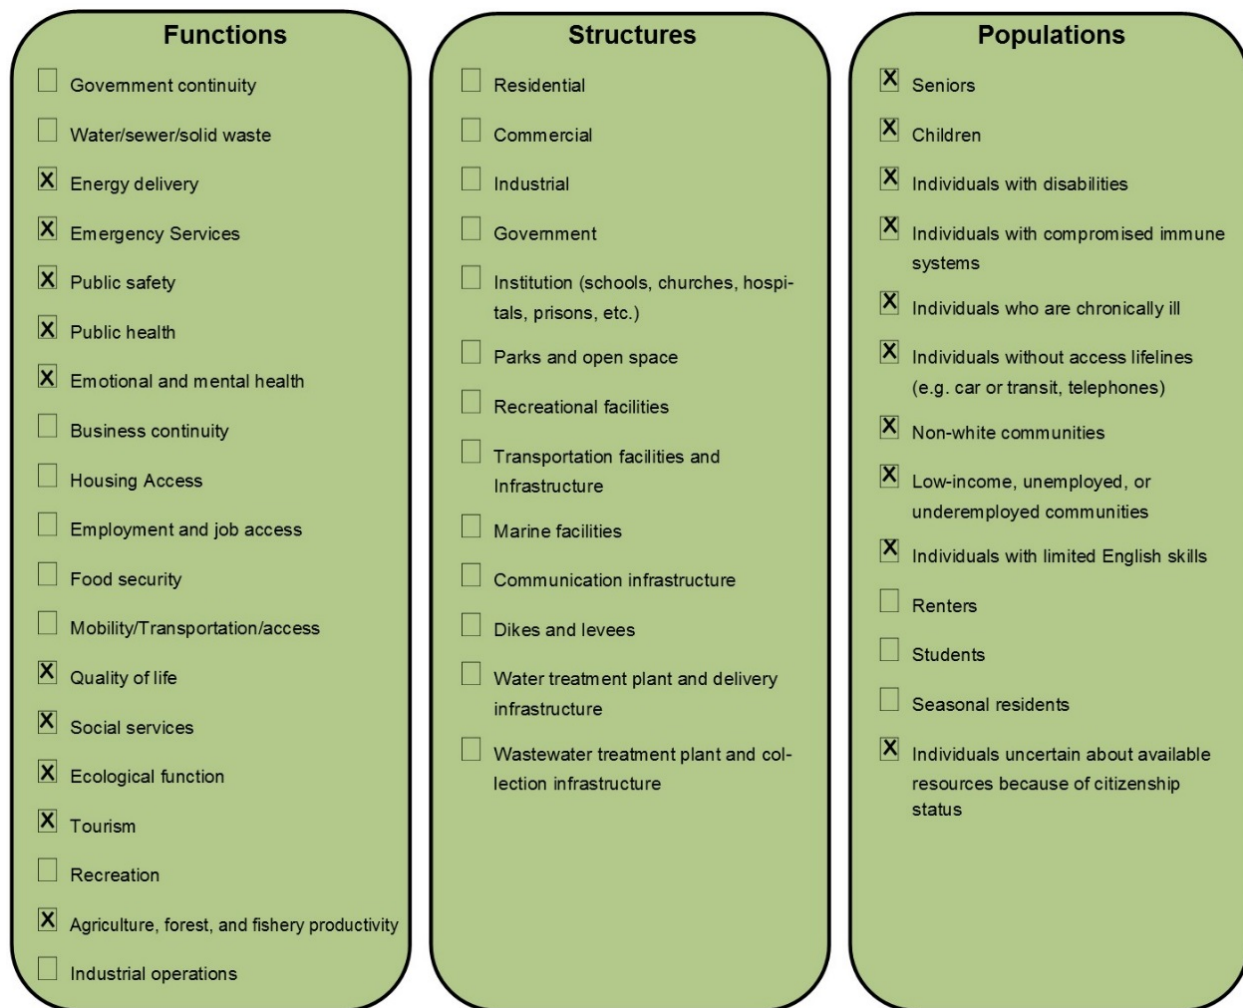 Functions
Government continuity
Water/sewer/solid waste
X Energy delivery
X Emergency Services
X Public safety
X Public health
X Emotional and mental health
Business continuity
Housing Access
Employment and job access
Food security
Mobility/Transportation/access
X Quality of life
X Social services
X Ecological function
X Tourism
Recreation
X Agriculture, forest, and fishery productivity
Industrial operations
Structures
Residential
Commercial
Industrial
Government
Institution (schools, churches, hospi-
tals, prisons, etc.)
Parks and open space
Recreational facilities
Transportation facilities and
Infrastructure
Marine facilities
Communication infrastructure
Dikes and levees
Water treatment plant and delivery
infrastructure
Wastewater treatment plant and col-
lection infrastructure
Populations
X Seniors
X Children
X Individuals with disabilities
X Individuals with compromised immune
systems
X Individuals who are chronically ill
X Individuals without access lifelines
(e.g. car or transit, telephones)
X Non-white communities
X Low-income, unemployed, or
underemployed communities
X Individuals with limited English skills
Renters
Students
Seasonal residents
X Individuals uncertain about available
resources because of citizenship
status